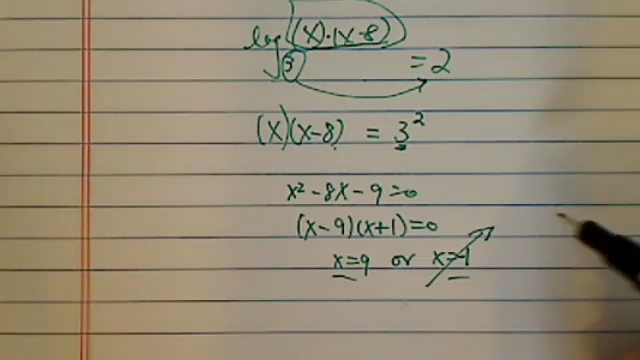 log₃((x)·(x-8)) = 2
(x)(x-8) = 3²
x²-8x-9=0
(x-9)(x+1)=0
x=9 or x=-1